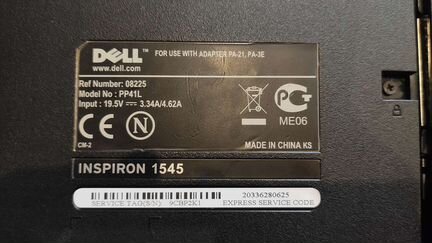 DELL™
FOR USE WITH ADAPTER PA-21, PA-3E
www.dell.com
Ref Number: 08225
Model No : PP41L
Input : 19.5V 3.34A/4.62A
CE N
ME06
CM-2
MADE IN CHINA KS
INSPIRON 1545
SERVICE TAG(S/N) 9CBP2K1
20336280625
EXPRESS SERVICE CODE